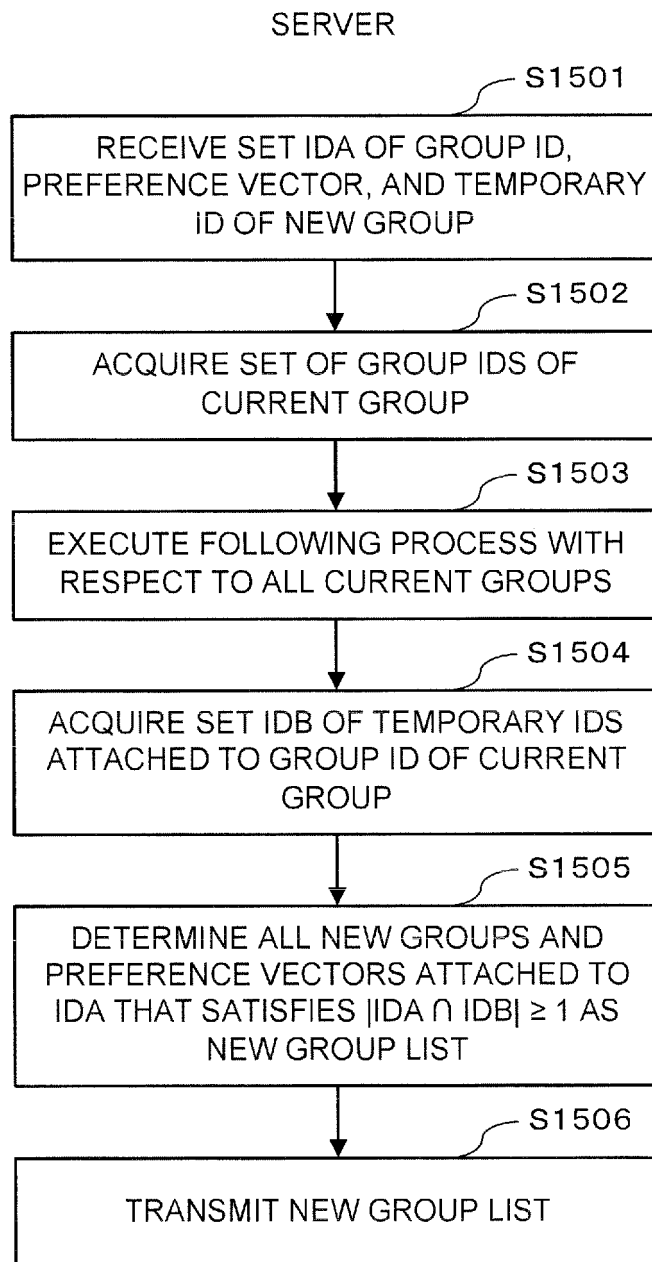 SERVER
S1501
RECEIVE SET IDA OF GROUP ID,
PREFERENCE VECTOR, AND TEMPORARY
ID OF NEW GROUP
S1502
ACQUIRE SET OF GROUP IDS OF
CURRENT GROUP
S1503
EXECUTE FOLLOWING PROCESS WITH
RESPECT TO ALL CURRENT GROUPS
S1504
ACQUIRE SET IDB OF TEMPORARY IDS
ATTACHED TO GROUP ID OF CURRENT
GROUP
S1505
DETERMINE ALL NEW GROUPS AND
PREFERENCE VECTORS ATTACHED TO
IDA THAT SATISFIES |IDA ∩ IDB| ≥ 1 AS
NEW GROUP LIST
S1506
TRANSMIT NEW GROUP LIST